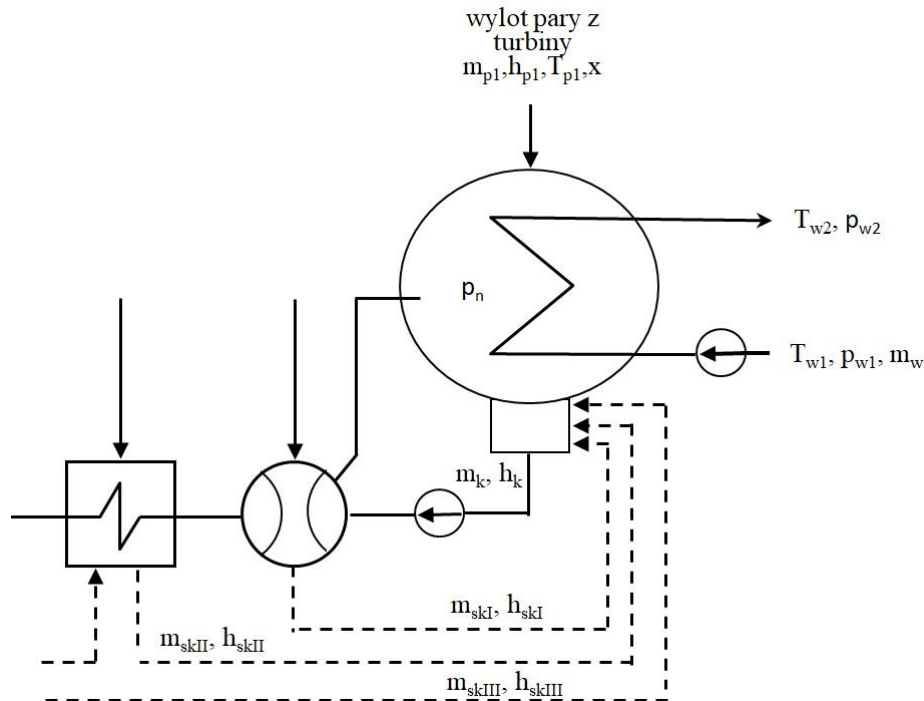 wylot pary z
turbiny
mp1,hp1,Tp1,x
Tw2, pw2
pn
Tw1, pw1, mw
mk, hk
mskI, hskI
mskII, hskII
mskIII, hskIII